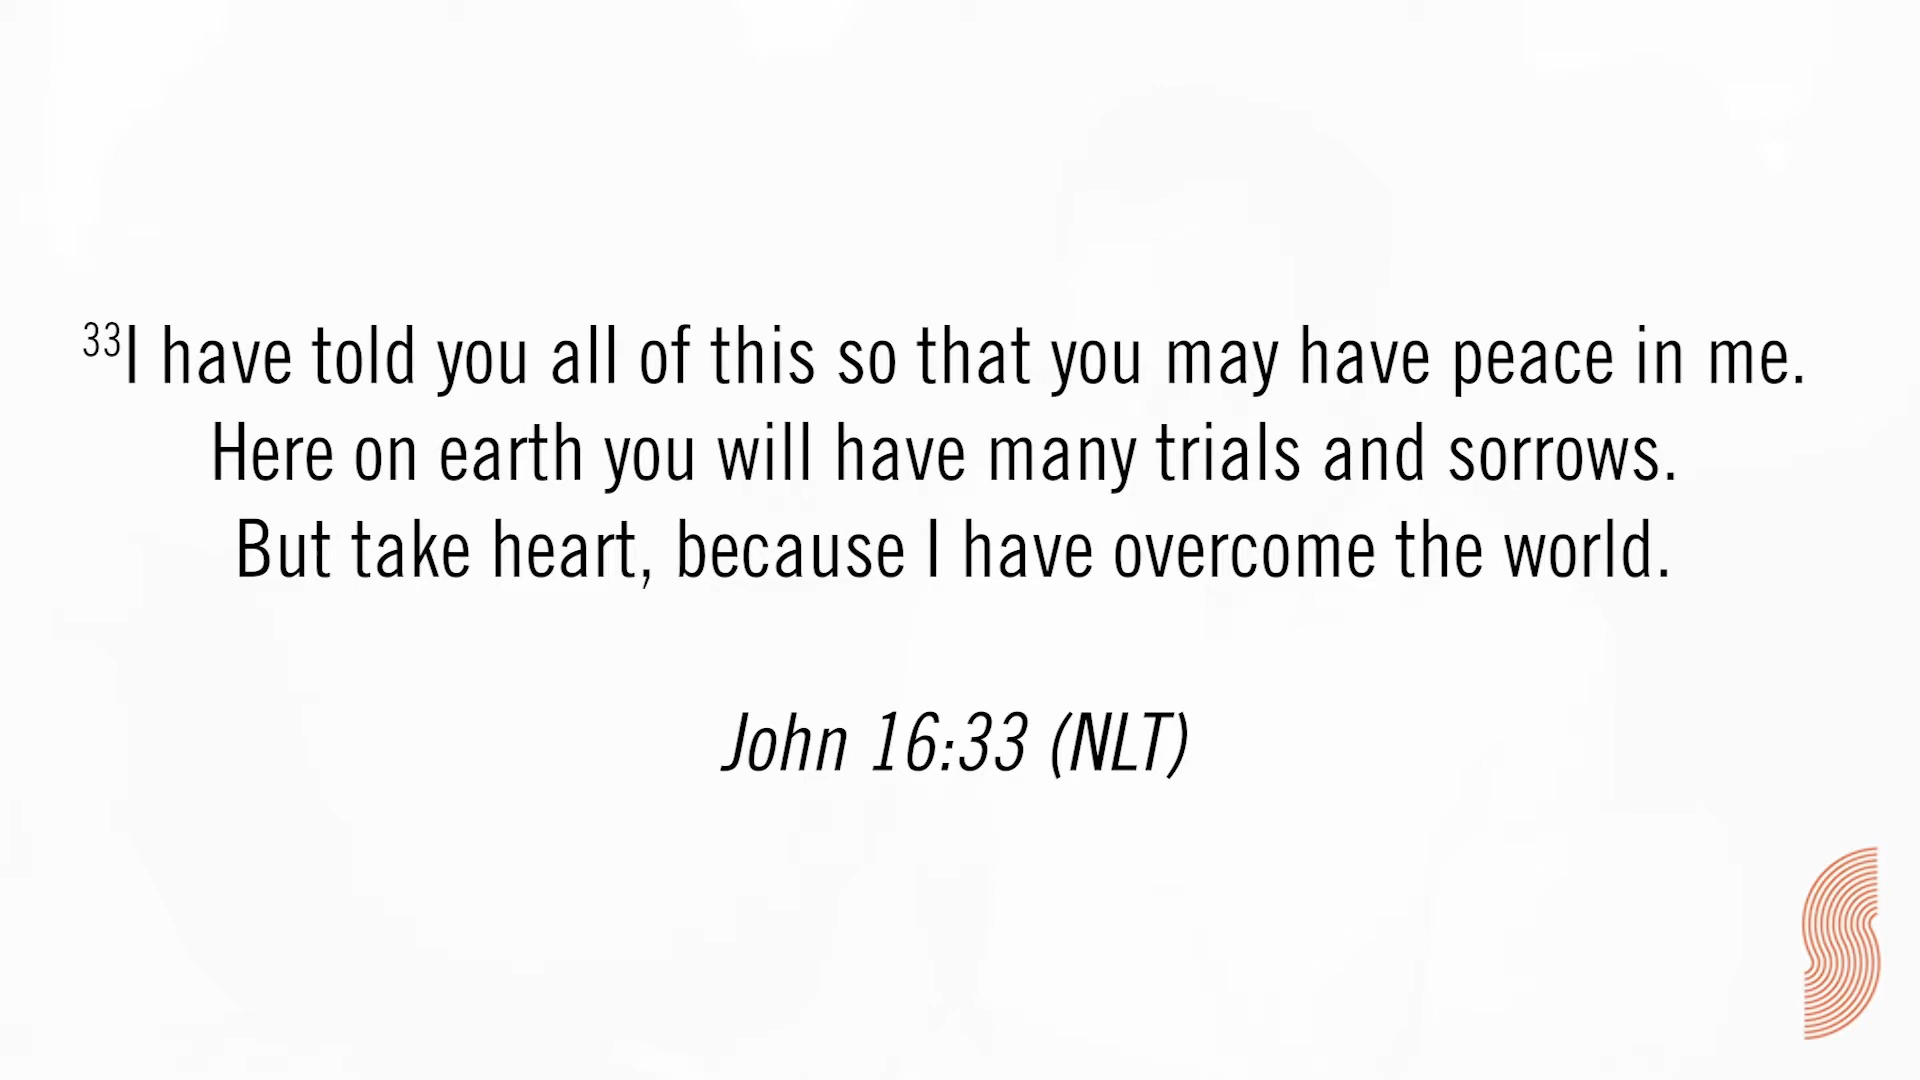 33I have told you all of this so that you may have peace in me.
Here on earth you will have many trials and sorrows.
But take heart, because I have overcome the world.
John 16:33 (NLT)